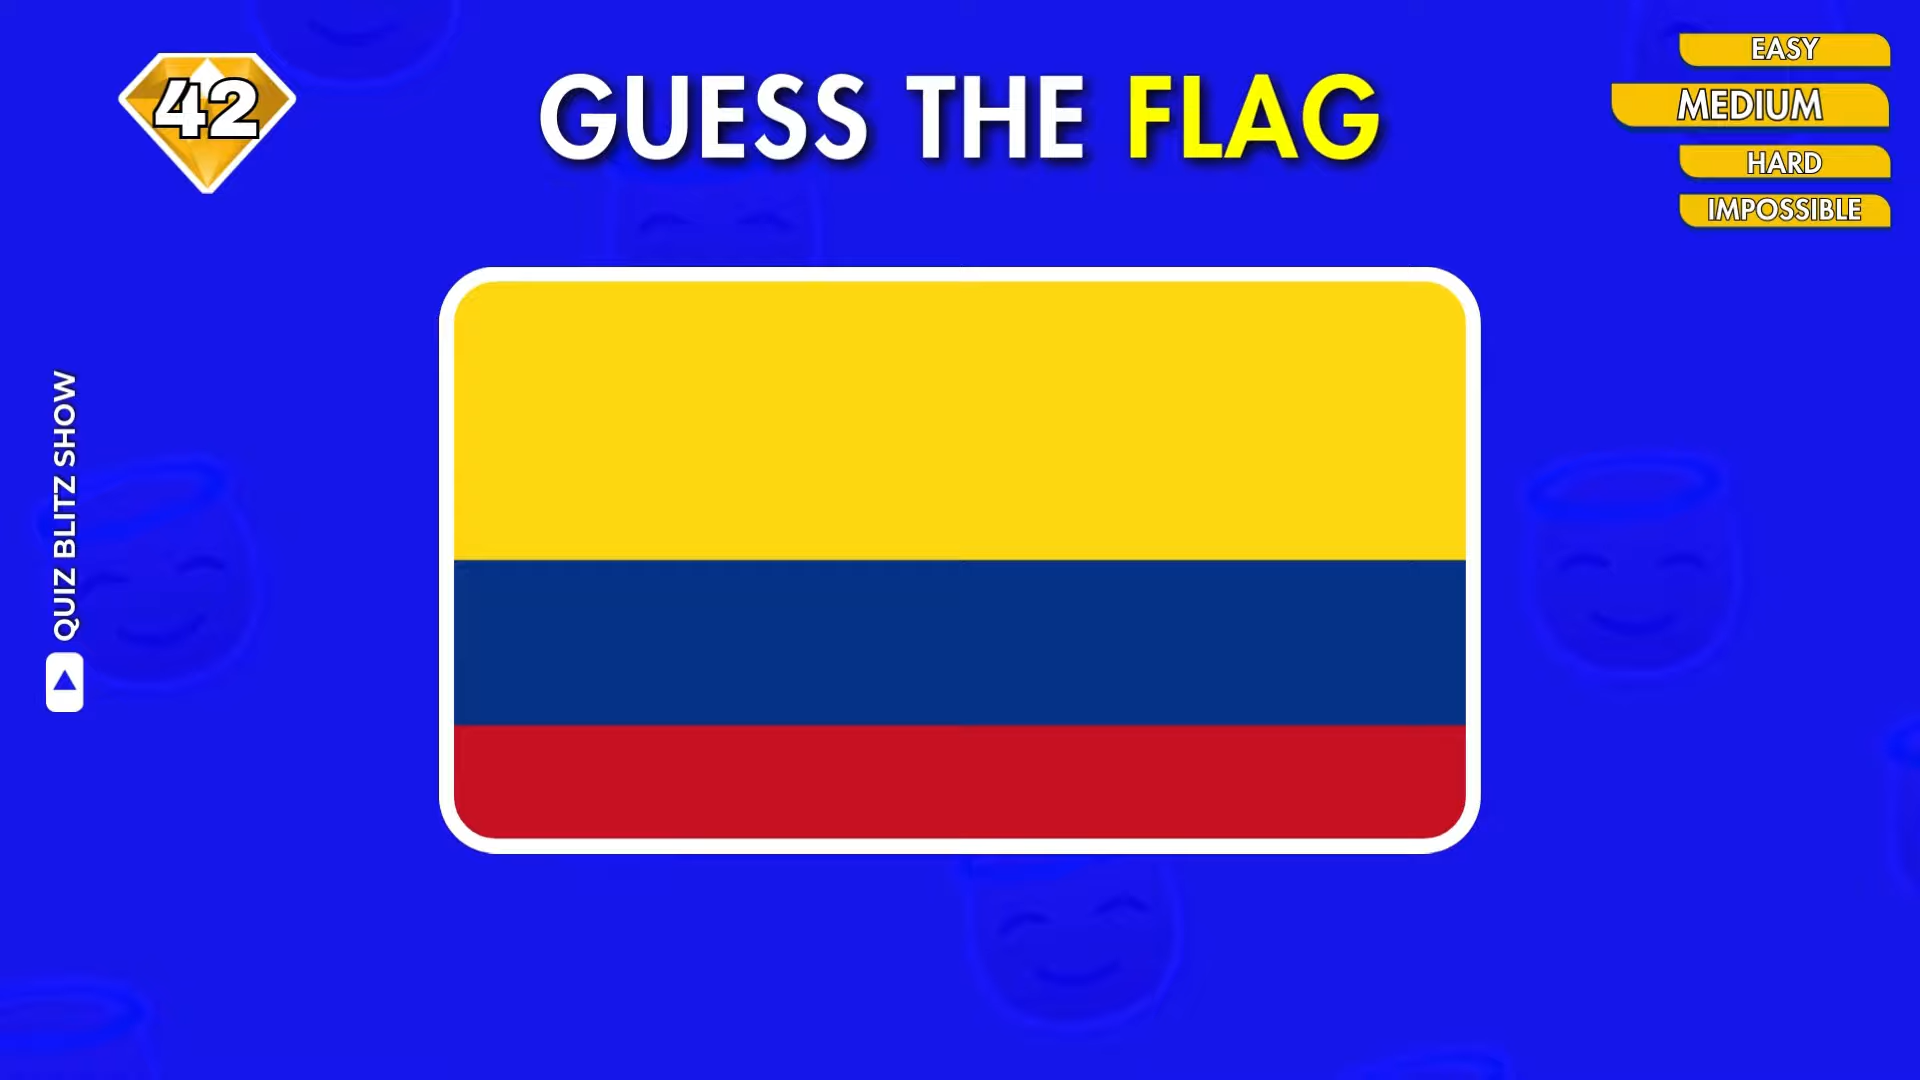 42
GUESS THE FLAG
EASY
MEDIUM
HARD
IMPOSSIBLE
QUIZ BLITZ SHOW